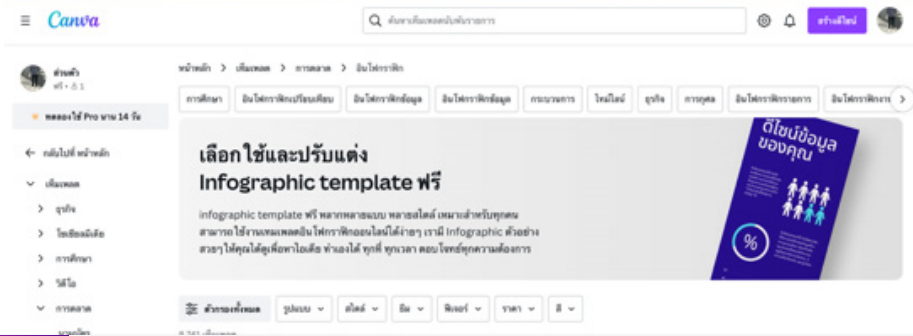 Canva
ค้นหาเทมเพลตนับพันรายการ
สร้างดีไซน์
ส่วนตัว
ฟรี • 1
ทดลองใช้ Pro นาน 14 วัน
กลับไปที่ หน้าหลัก
เทมเพลต
ธุรกิจ
โซเชียลมีเดีย
การศึกษา
วิดีโอ
การตลาด
นามบัตร
หน้าหลัก > เทมเพลต > การตลาด > อินโฟกราฟิก
การศึกษา อินโฟกราฟิกเปรียบเทียบ อินโฟกราฟิกข้อมูล อินโฟกราฟิกข้อมูล กระบวนการ ไทม์ไลน์ ธุรกิจ การกุศล อินโฟกราฟิกรายการ
เลือกใช้และปรับแต่ง
Infographic template ฟรี
infographic template ฟรี หลากหลายแบบ หลายสไตล์ เหมาะสำหรับทุกคน
สามารถใช้งานเทมเพลตอินโฟกราฟิกออนไลน์ได้ง่ายๆ เรามี Infographic ตัวอย่าง
สวยๆ ให้คุณได้ดูเพื่อหาไอเดีย ทำเองได้ ทุกที่ ทุกเวลา ตอบโจทย์ทุกความต้องการ
ดีไซน์ข้อมูล
ของคุณ
%
ตัวกรองทั้งหมด รูปแบบ สไตล์ ธีม ฟีเจอร์ ราคา สี